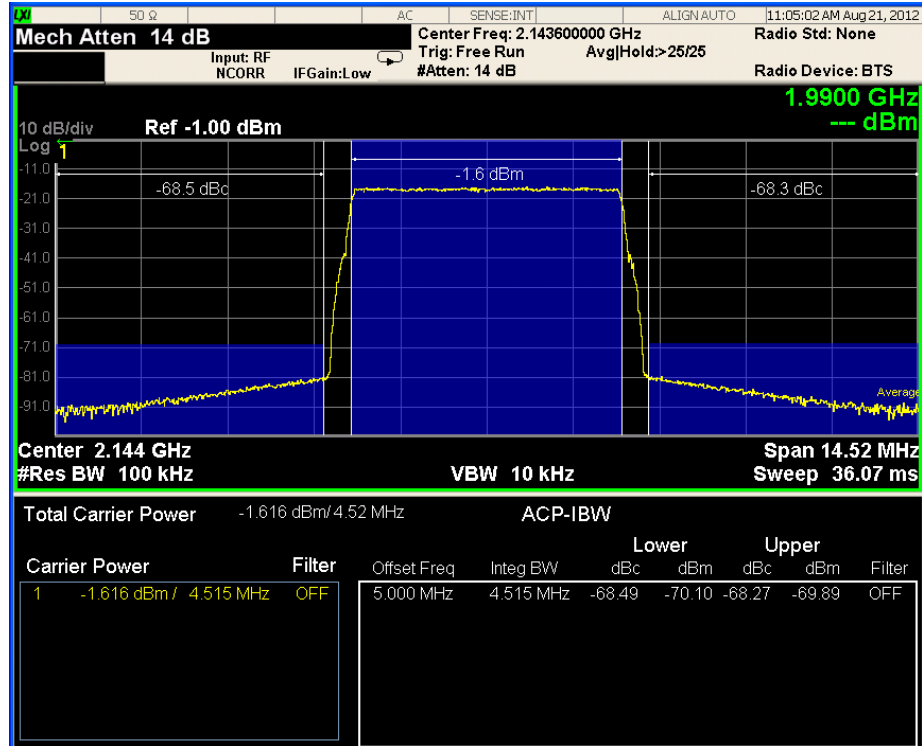 LXI 50 Ω AC SENSE:INT ALIGN AUTO 11:05:02 AM Aug 21, 2012
Mech Atten 14 dB
Center Freq: 2.143600000 GHz
Radio Std: None
Input: RF
Trig: Free Run
Avg|Hold:>25/25
NCORR IFGain:Low
#Atten: 14 dB
Radio Device: BTS
1.9900 GHz
--- dBm
10 dB/div Ref -1.00 dBm
Log
1
-11.0
-21.0
-31.0
-41.0
-51.0
-61.0
-71.0
-81.0
-91.0
-68.5 dBc
-1.6 dBm
-68.3 dBc
Average
Center 2.144 GHz
Span 14.52 MHz
#Res BW 100 kHz
VBW 10 kHz
Sweep 36.07 ms
Total Carrier Power -1.616 dBm/ 4.52 MHz
ACP-IBW
Lower Upper
Carrier Power Filter
Offset Freq Integ BW dBc dBm dBc dBm Filter
1 -1.616 dBm / 4.515 MHz OFF
5.000 MHz 4.515 MHz -68.49 -70.10 -68.27 -69.89 OFF